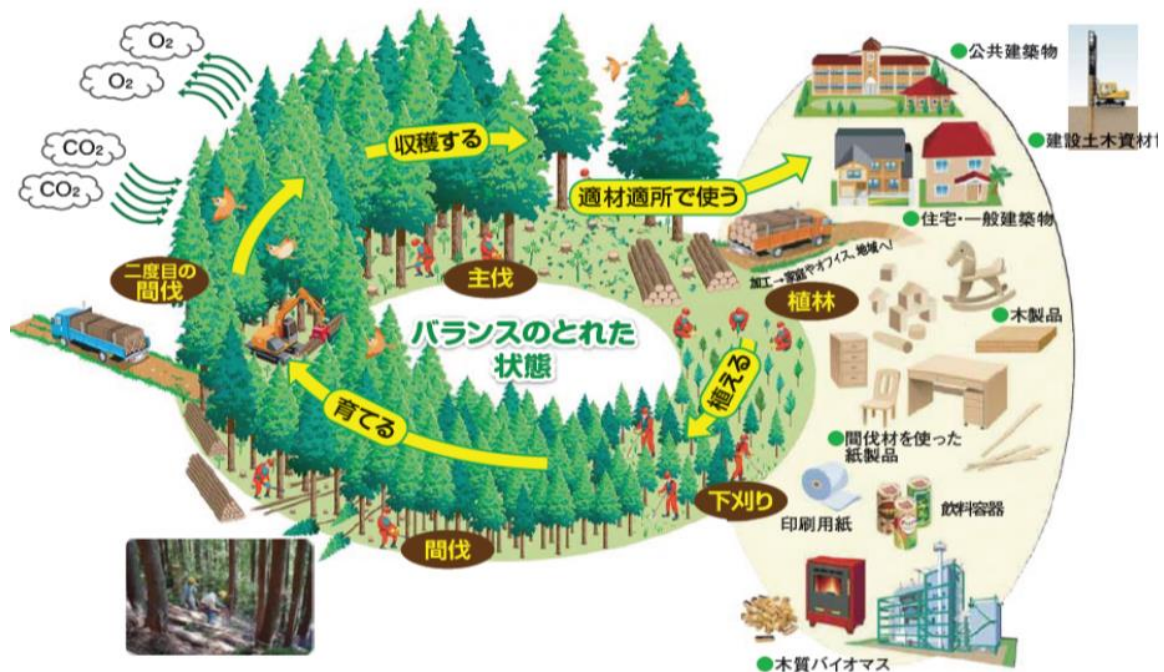 O₂
O₂
CO₂
CO₂
収穫する
適材適所で使う
二度目の
間伐
主伐
バランスのとれた
状態
育てる
植える
植林
下刈り
間伐
加工→家庭やオフィス、地域へ!
公共建築物
建設土木資材
住宅・一般建築物
木製品
間伐材を使った
紙製品
印刷用紙
飲料容器
木質バイオマス